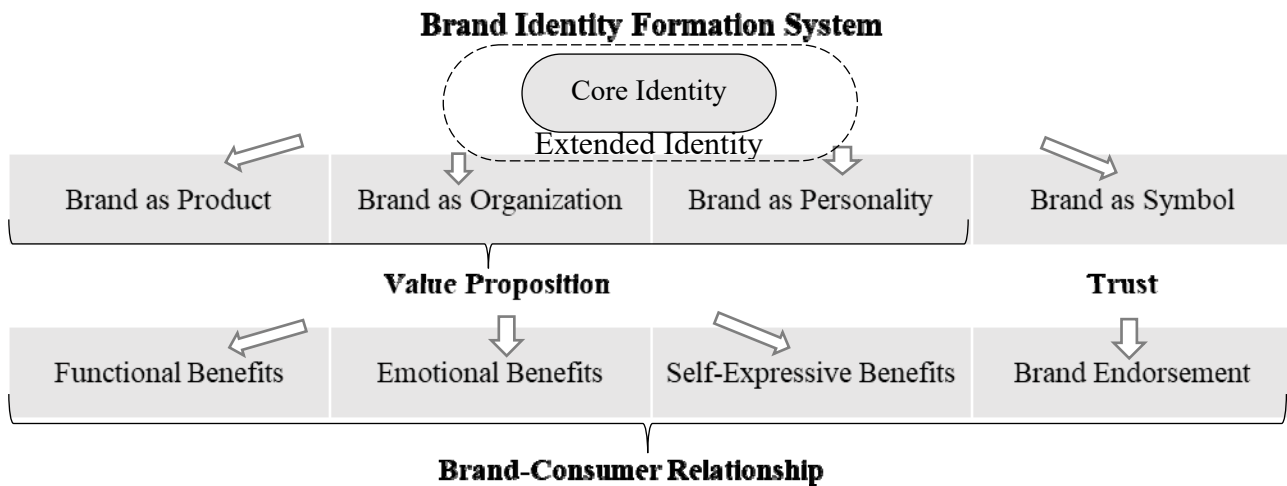 Brand Identity Formation System
Core Identity
Extended Identity
Brand as Product
Brand as Organization
Brand as Personality
Brand as Symbol
Value Proposition
Trust
Functional Benefits
Emotional Benefits
Self-Expressive Benefits
Brand Endorsement
Brand-Consumer Relationship